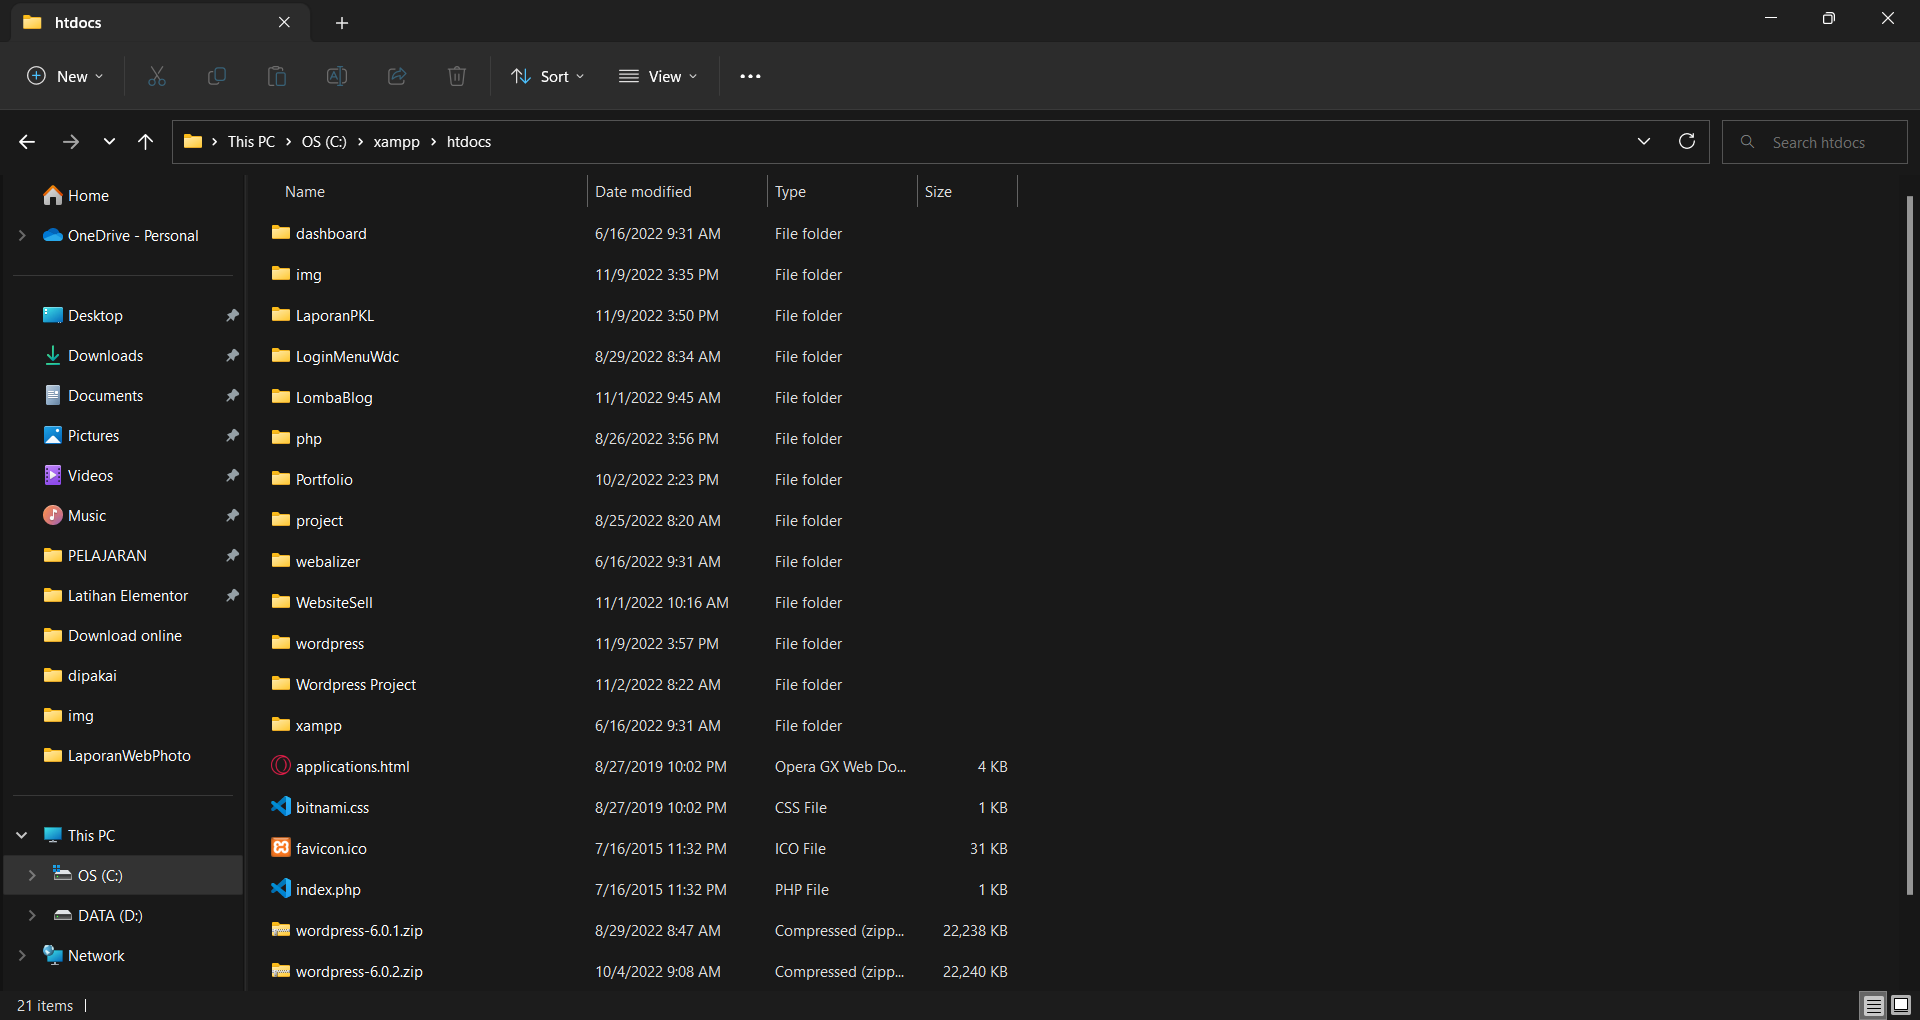 htdocs
New
Sort
View
This PC > OS (C:) > xampp > htdocs
Search htdocs
Home
OneDrive - Personal
Desktop
Downloads
Documents
Pictures
Videos
Music
PELAJARAN
Latihan Elementor
Download online
dipakai
img
LaporanWebPhoto
This PC
OS (C:)
DATA (D:)
Network
Name Date modified Type Size
dashboard 6/16/2022 9:31 AM File folder
img 11/9/2022 3:35 PM File folder
LaporanPKL 11/9/2022 3:50 PM File folder
LoginMenuWdc 8/29/2022 8:34 AM File folder
LombaBlog 11/1/2022 9:45 AM File folder
php 8/26/2022 3:56 PM File folder
Portfolio 10/2/2022 2:23 PM File folder
project 8/25/2022 8:20 AM File folder
webalizer 6/16/2022 9:31 AM File folder
WebsiteSell 11/1/2022 10:16 AM File folder
wordpress 11/9/2022 3:57 PM File folder
Wordpress Project 11/2/2022 8:22 AM File folder
xampp 6/16/2022 9:31 AM File folder
applications.html 8/27/2019 10:02 PM Opera GX Web Do... 4 KB
bitnami.css 8/27/2019 10:02 PM CSS File 1 KB
favicon.ico 7/16/2015 11:32 PM ICO File 31 KB
index.php 7/16/2015 11:32 PM PHP File 1 KB
wordpress-6.0.1.zip 8/29/2022 8:47 AM Compressed (zipp... 22,238 KB
wordpress-6.0.2.zip 10/4/2022 9:08 AM Compressed (zipp... 22,240 KB
21 items